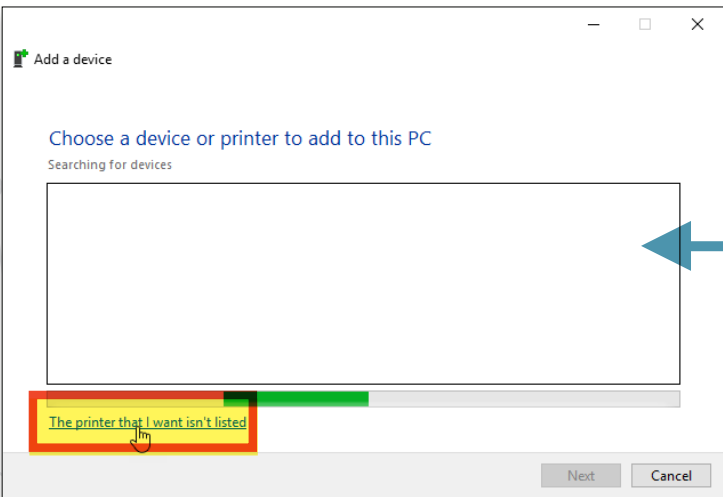 Add a device
Choose a device or printer to add to this PC
Searching for devices
The printer that I want isn't listed
Next
Cancel